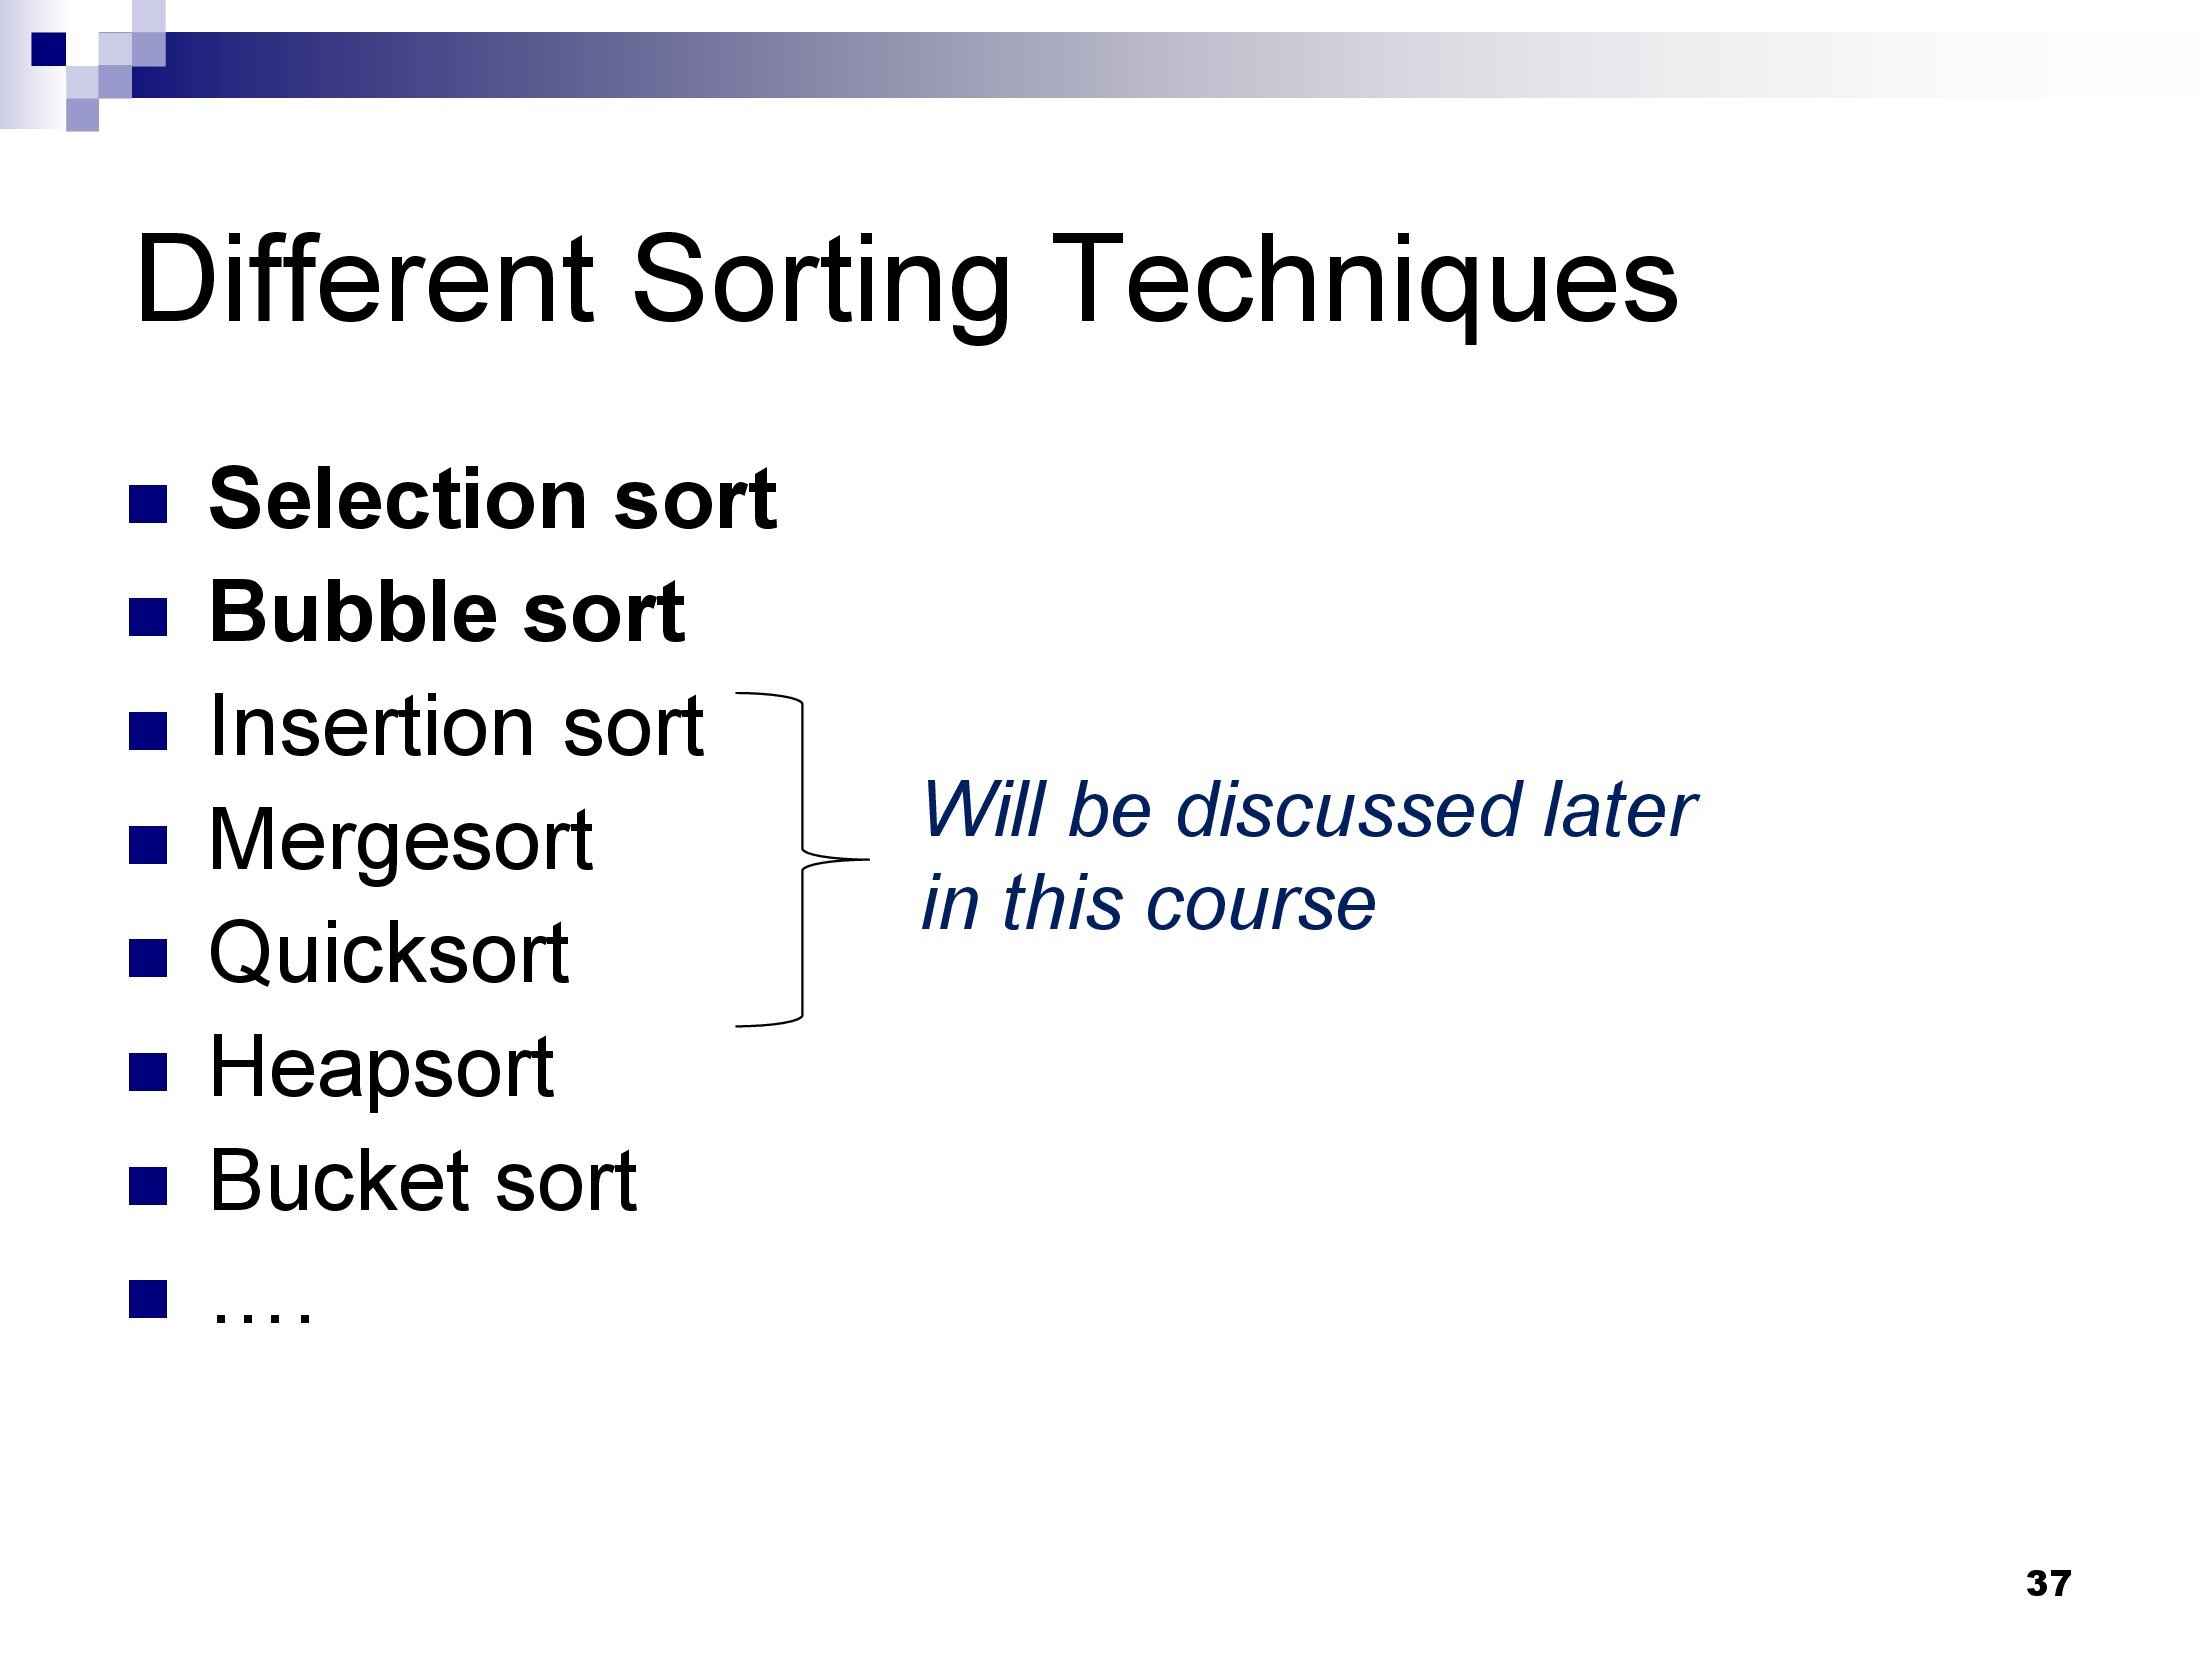 Different Sorting Techniques
Selection sort
Bubble sort
Insertion sort
Mergesort
Quicksort
Heapsort
Bucket sort
….
Will be discussed later
in this course
37